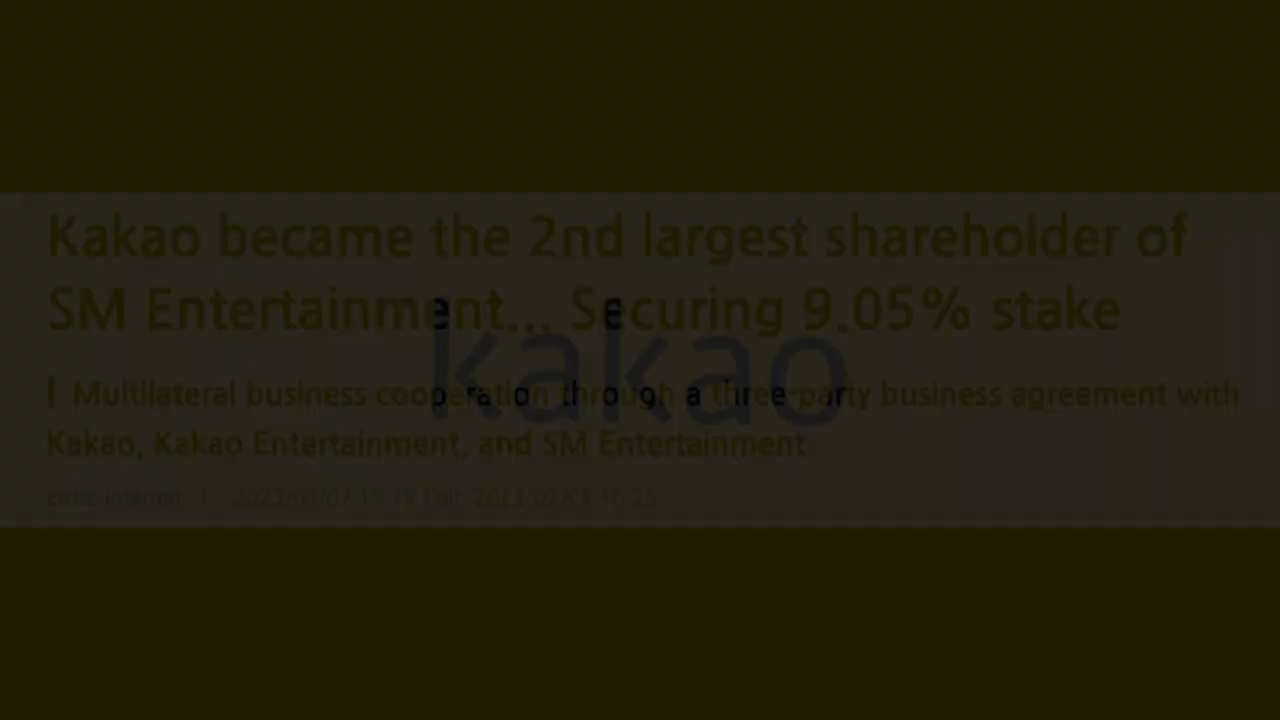 Kakao became the 2nd largest shareholder of
SM Entertainment... Securing 9.05% stake
kakao
| Multilateral business cooperation through a three-party business agreement with
Kakao, Kakao Entertainment, and SM Entertainment